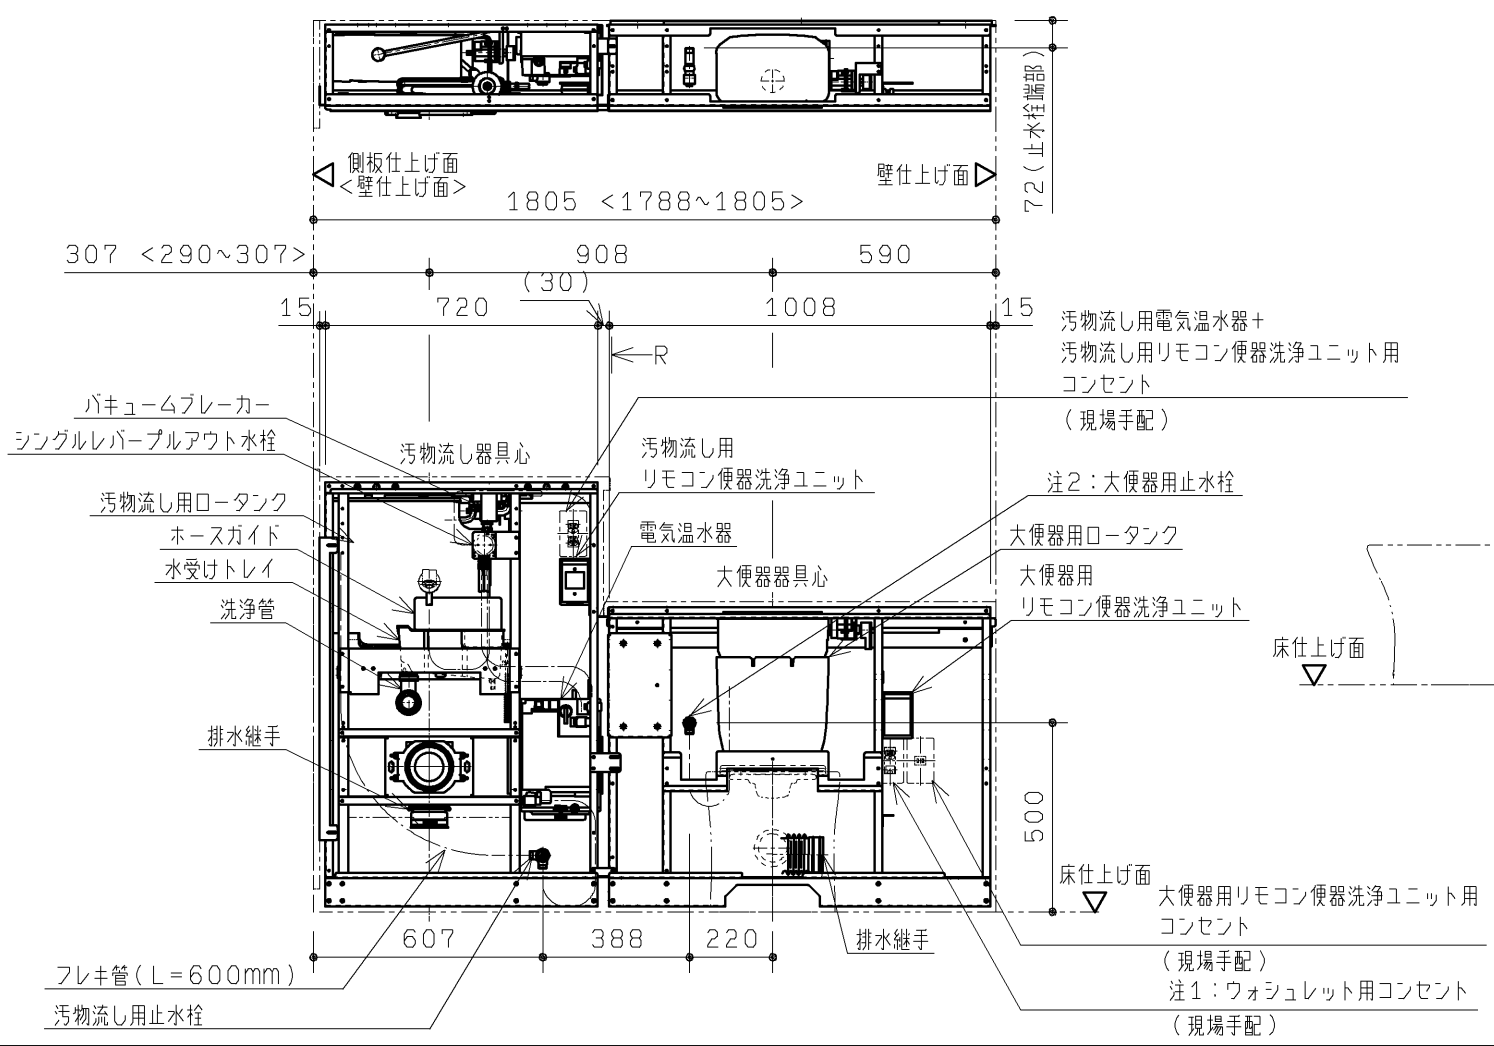 72(止水栓端部)
側板仕上げ面
<壁仕上げ面>
壁仕上げ面
1805 <1788~1805>
307 <290~307>
908
590
(30)
15
720
1008
15
R
汚物流し用電気温水器+
汚物流し用リモコン便器洗浄ユニット用
コンセント
(現場手配)
バキュームブレーカー
シングルレバープルアウト水栓
汚物流し器具心
汚物流し用
リモコン便器洗浄ユニット
注2:大便器用止水栓
汚物流し用ロータンク
ホースガイド
電気温水器
大便器用ロータンク
水受けトレイ
大便器器具心
大便器用
リモコン便器洗浄ユニット
洗浄管
床仕上げ面
排水継手
500
床仕上げ面
大便器用リモコン便器洗浄ユニット用
コンセント
(現場手配)
607
388
220
排水継手
フレキ管(L=600mm)
注1:ウォシュレット用コンセント
(現場手配)
汚物流し用止水栓